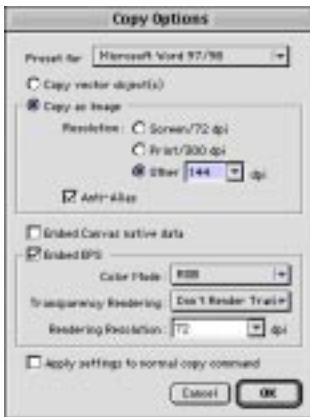 Copy Options
Preset for Microsoft Word 97/98
Copy vector object(s)
Copy as Image
Resolution: Screen/72 dpi
Print/300 dpi
Other 144 dpi
Anti-Alias
Embed Canvas native data
Embed EPS
Color Mode: RGB
Transparency Rendering: Don't Render
Rendering Resolution: 72 dpi
Apply settings to normal copy command
Cancel OK